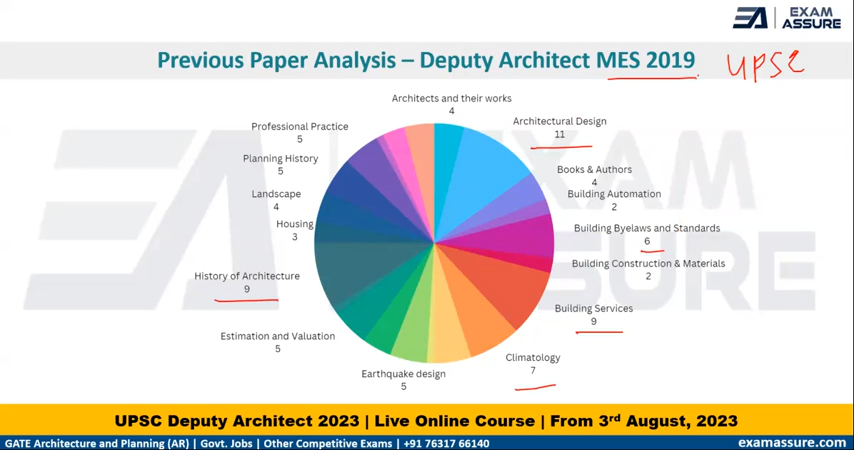 EXAM
ASSURE
Previous Paper Analysis – Deputy Architect MES 2019
UPSC
Architects and their works
4
Architectural Design
11
Books & Authors
4
Building Automation
2
Building Byelaws and Standards
6
Building Construction & Materials
2
Building Services
9
Climatology
7
Earthquake design
5
Estimation and Valuation
5
History of Architecture
9
Housing
3
Landscape
4
Planning History
5
Professional Practice
5
EXAM
ASSURE
UPSC Deputy Architect 2023 | Live Online Course | From 3rd August, 2023
GATE Architecture and Planning (AR) | Govt. Jobs | Other Competitive Exams | +91 76317 66140
examassure.com